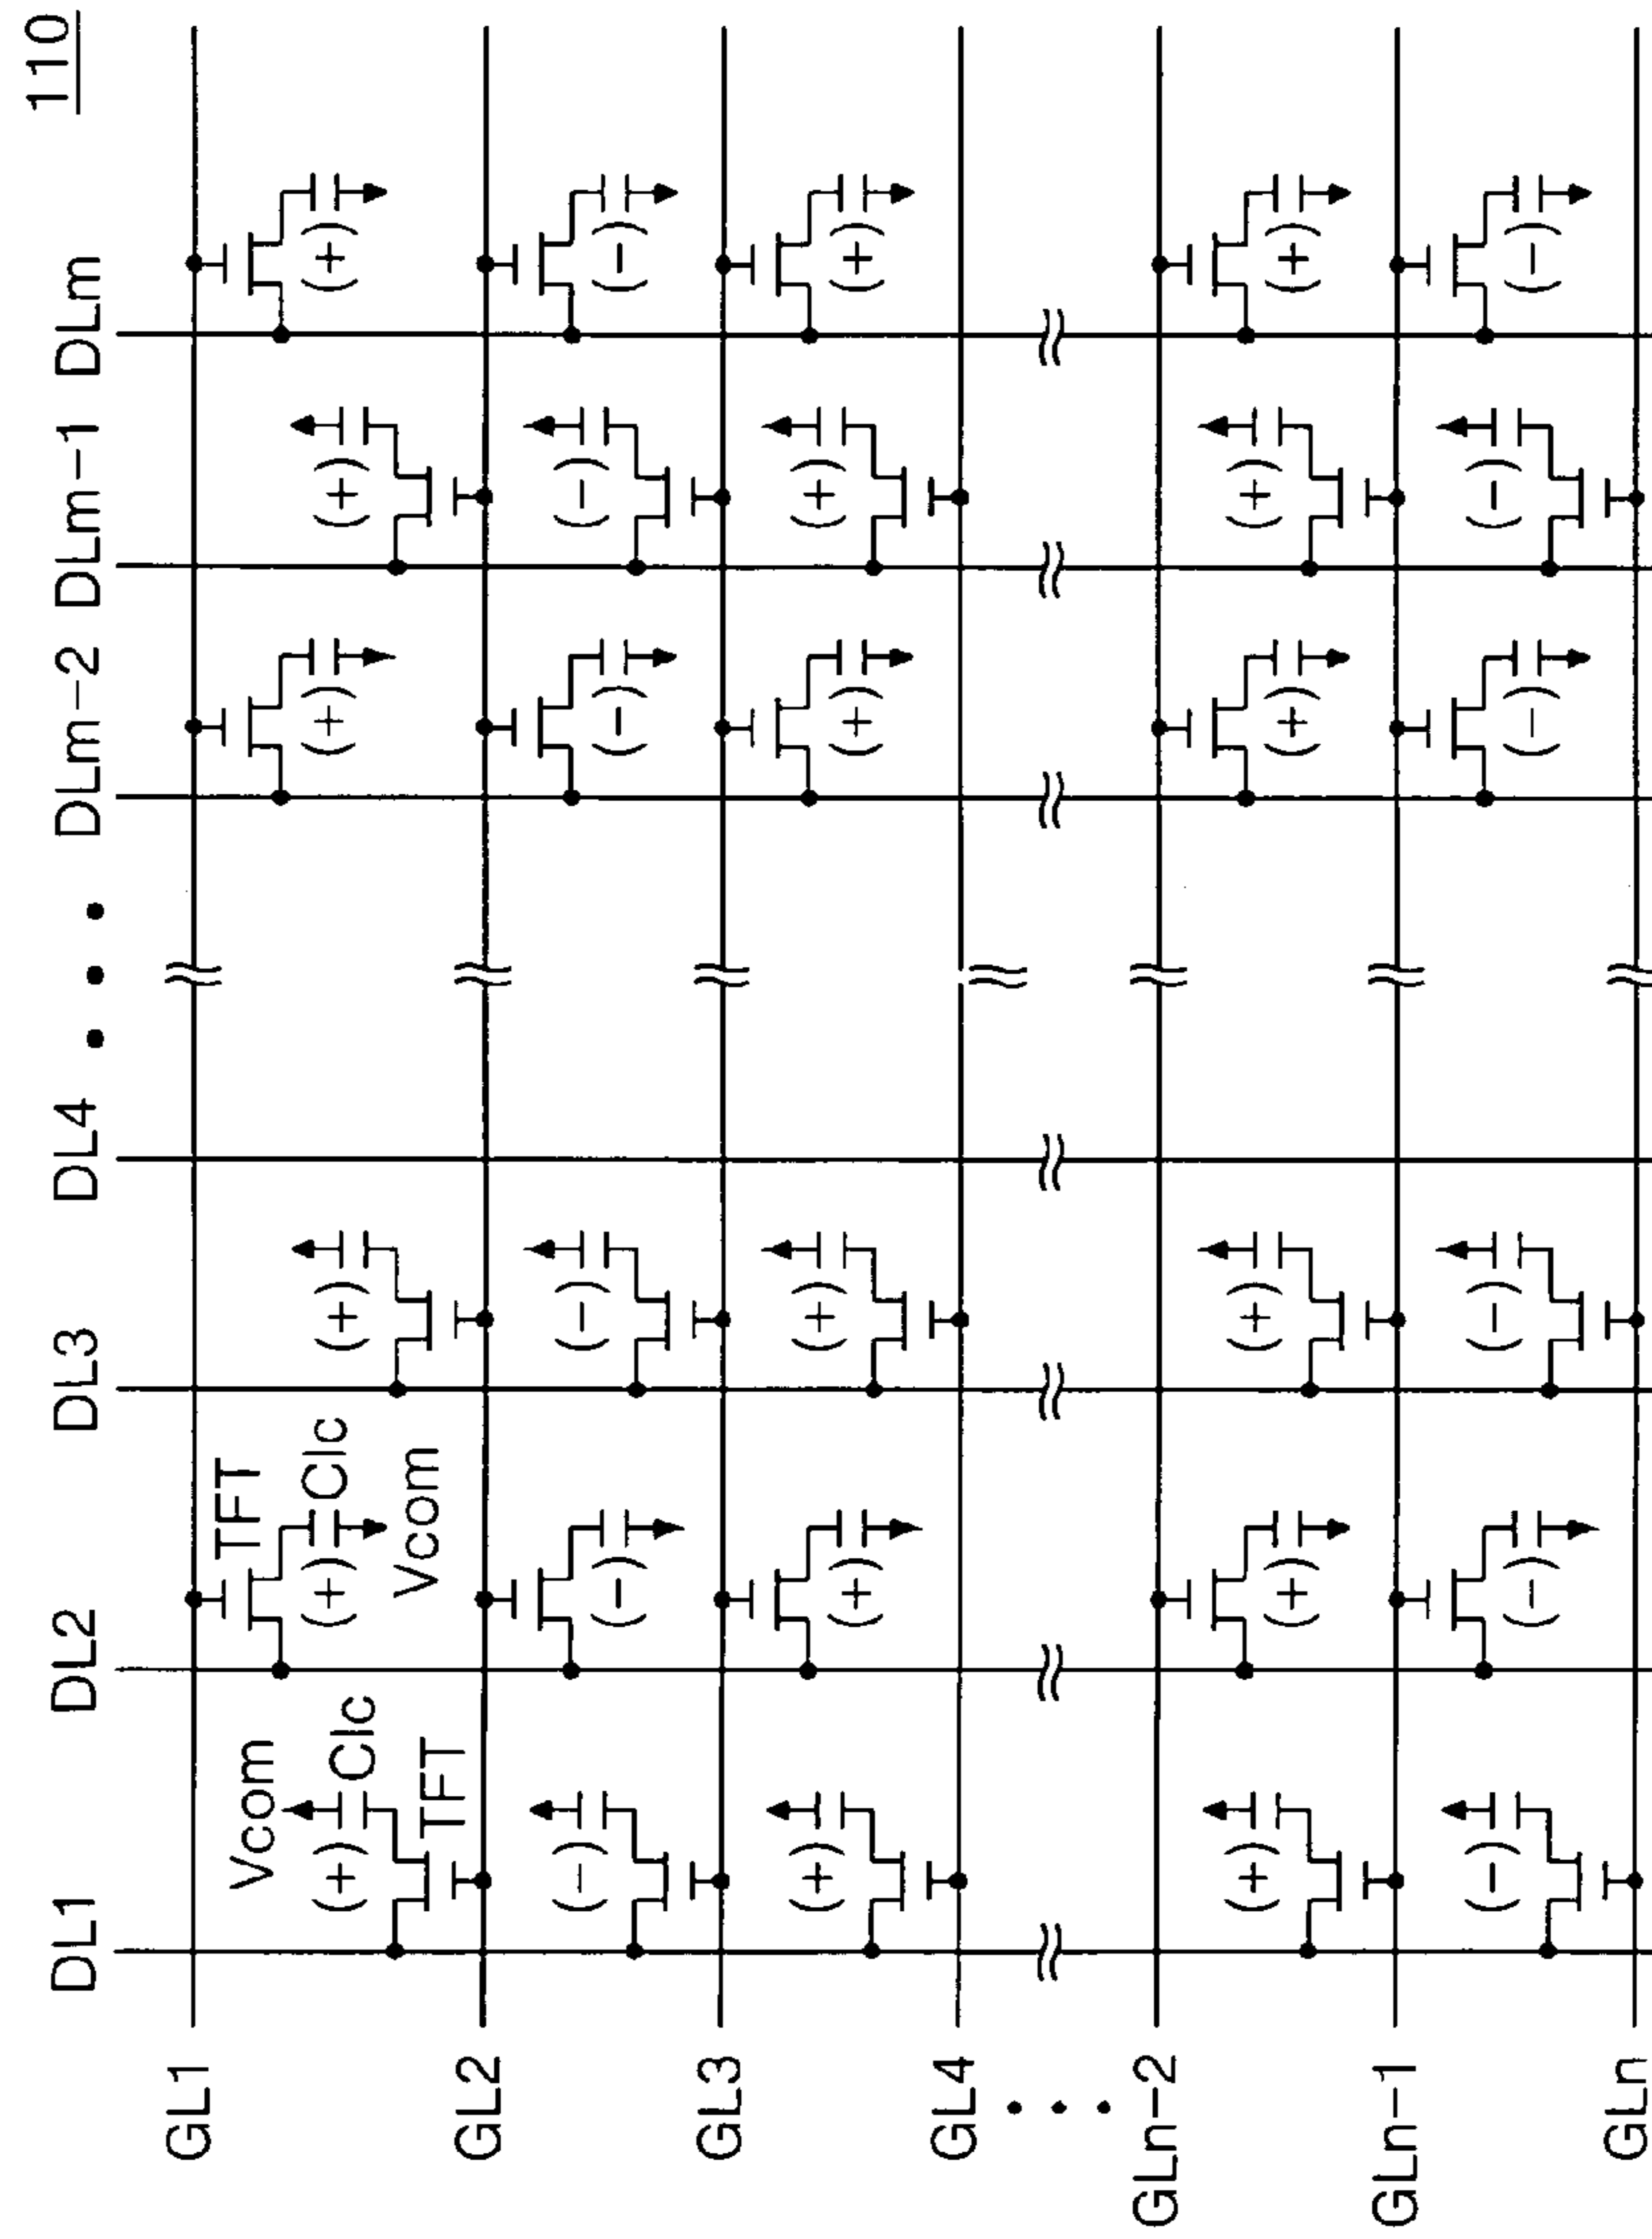 110
DL1 DL2 DL3 DL4 • • • DLm-2 DLm-1 DLm
GL1
Vcom TFT
(+) Clc (+) Clc (+) (+) (+) (+)
TFT Vcom
GL2
(-) (-) (-) (-) (-) (-)
GL3
(+) (+) (+) (+) (+) (+)
GL4
• • •
GLn-2
(+) (+) (+) (+) (+) (+)
GLn-1
(-) (-) (-) (-) (-) (-)
GLn